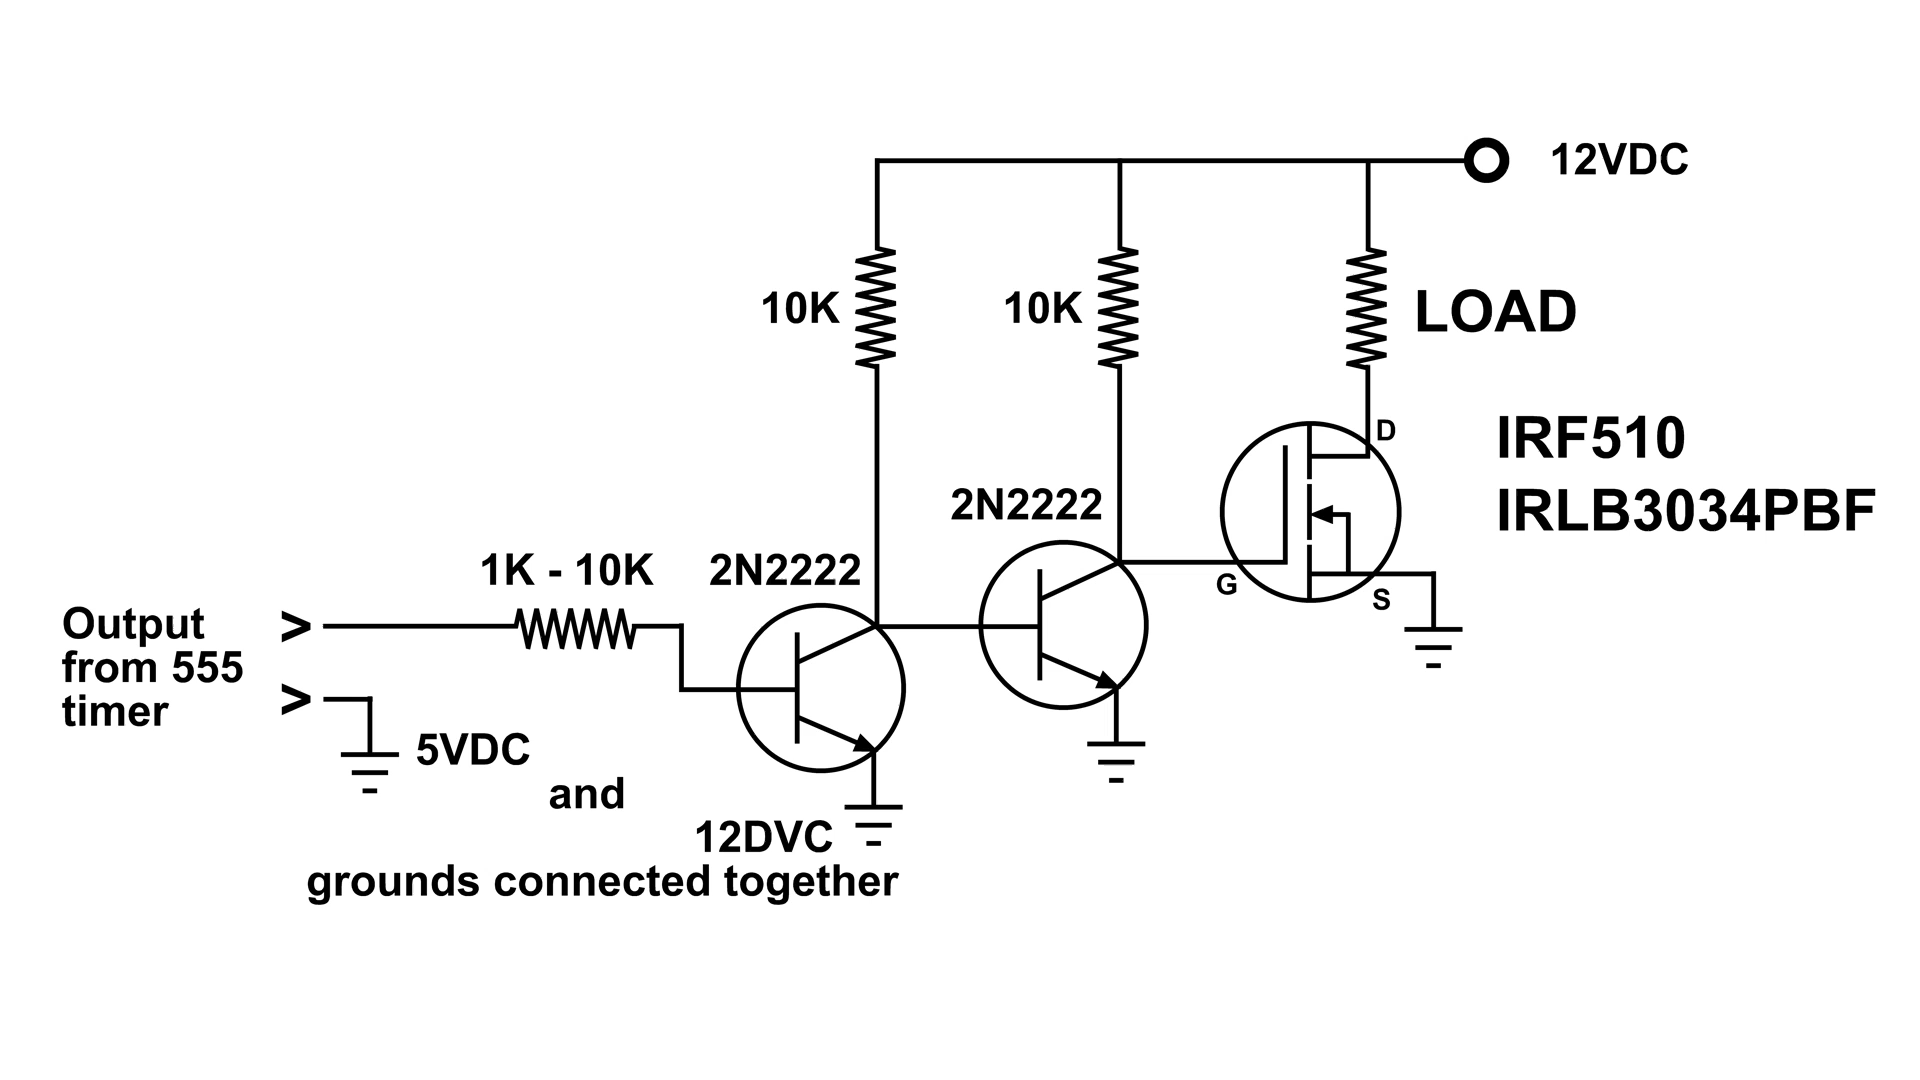 12VDC
10K
10K
LOAD
D
IRF510
2N2222
IRLB3034PBF
1K - 10K
2N2222
G
S
Output
from 555
timer
>
>
5VDC
and
12DVC
grounds connected together